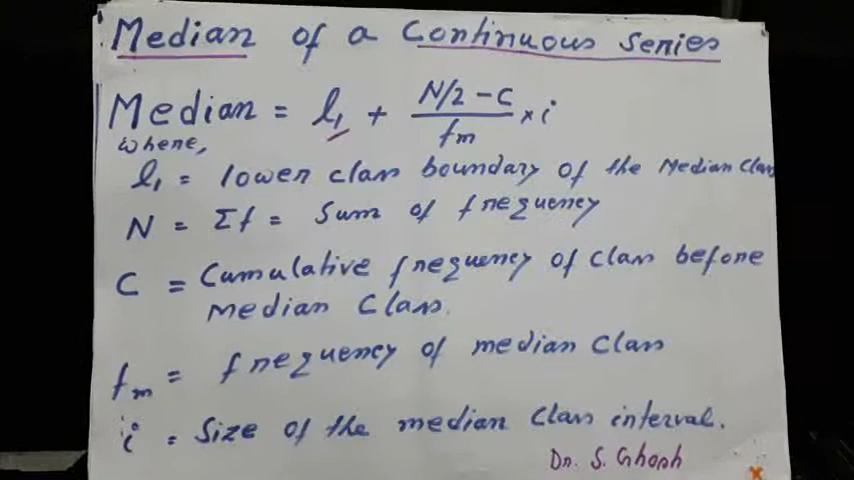 Median of a Continuous Series
Median = l₁ + (N/2 - C)/fm × i
where,
l₁ = lower class boundary of the Median Class
N = Σf = Sum of frequency
C = Cumulative frequency of class before
median Class.
fm = frequency of median Class
i = Size of the median Class interval.
Dr. S. Ghosh